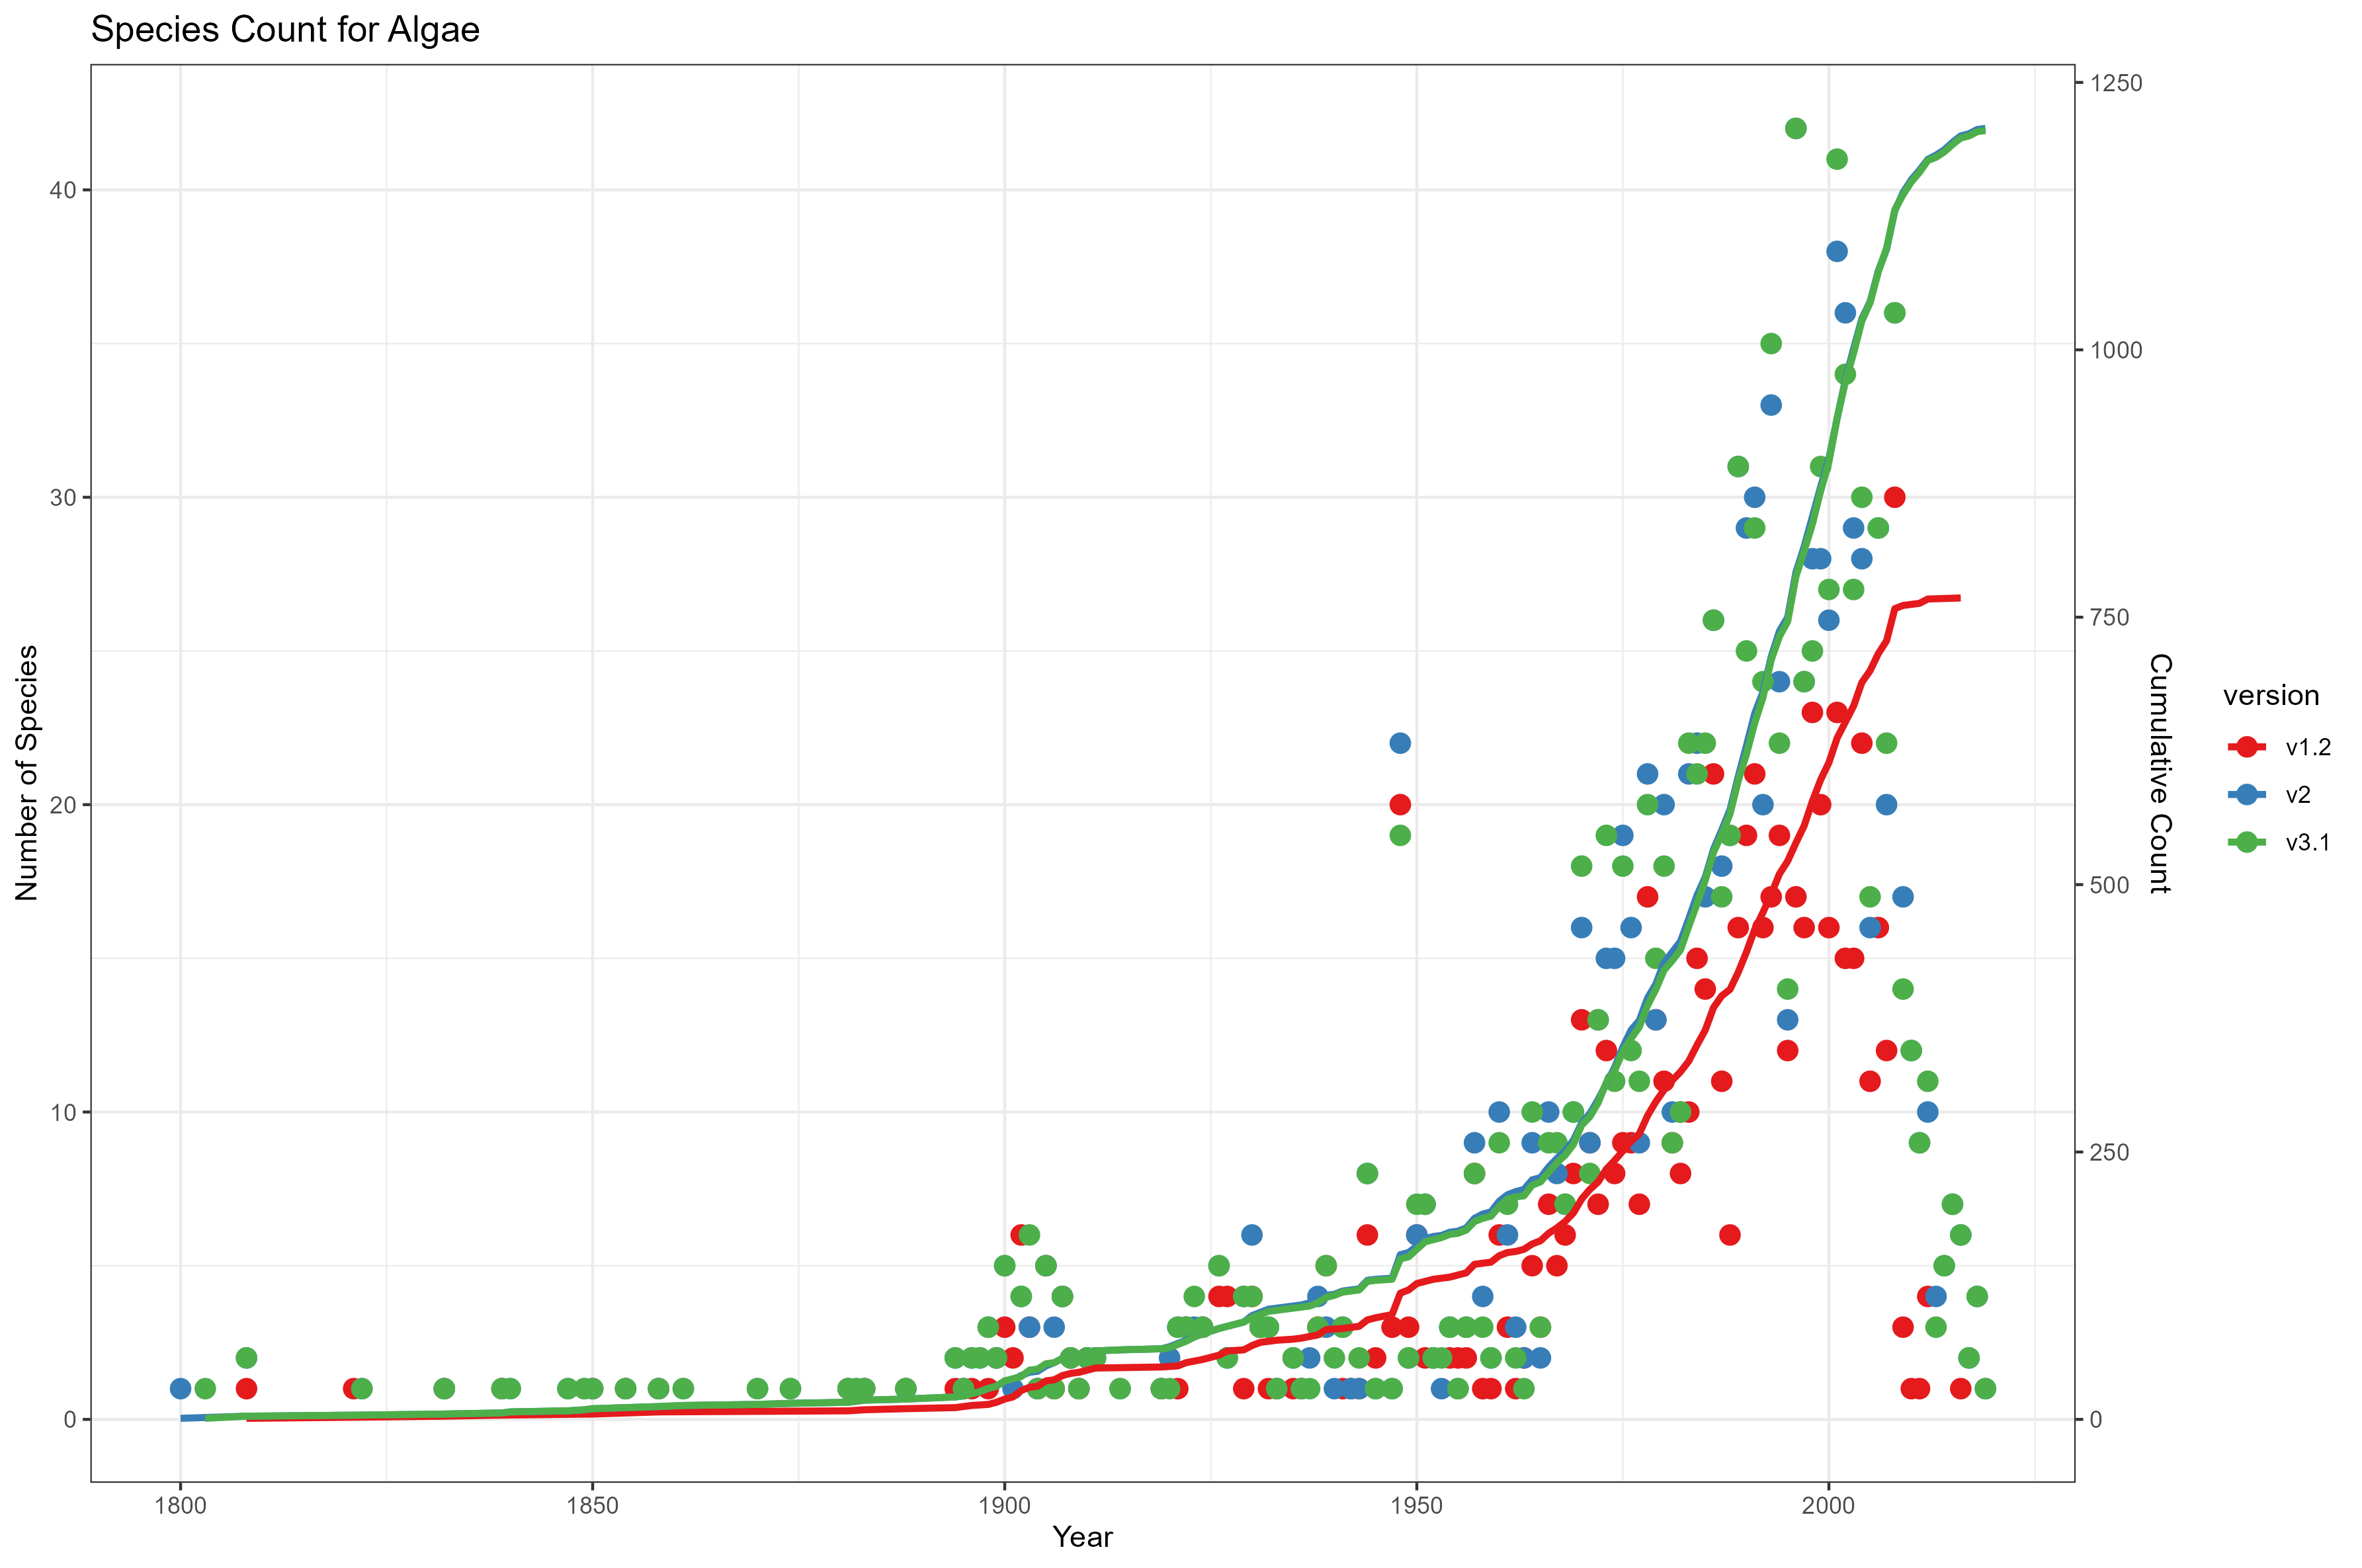 Species Count for Algae
Number of Species
40
30
20
10
0
1250
1000
750
500
250
0
Cumulative Count
1800
1850
1900
1950
2000
Year
version
v1.2
v2
v3.1